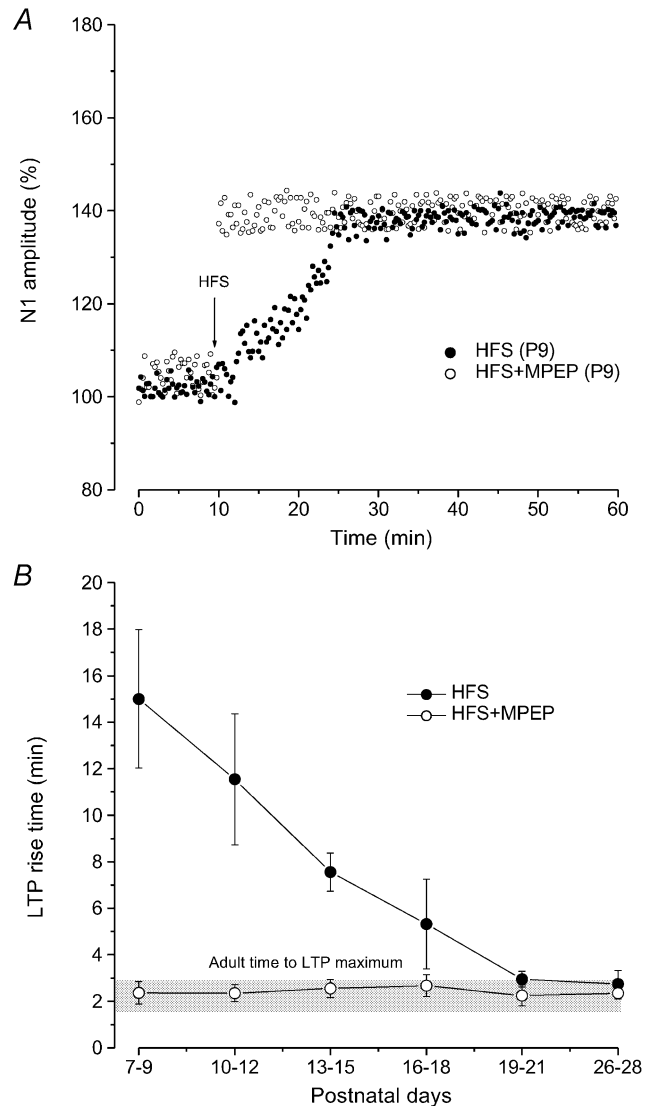 A
180
160
140
120
100
80
N1 amplitude (%)
HFS
HFS (P9)
HFS+MPEP (P9)
0 10 20 30 40 50 60
Time (min)
B
20
18
16
14
12
10
8
6
4
2
0
LTP rise time (min)
HFS
HFS+MPEP
Adult time to LTP maximum
7-9 10-12 13-15 16-18 19-21 26-28
Postnatal days